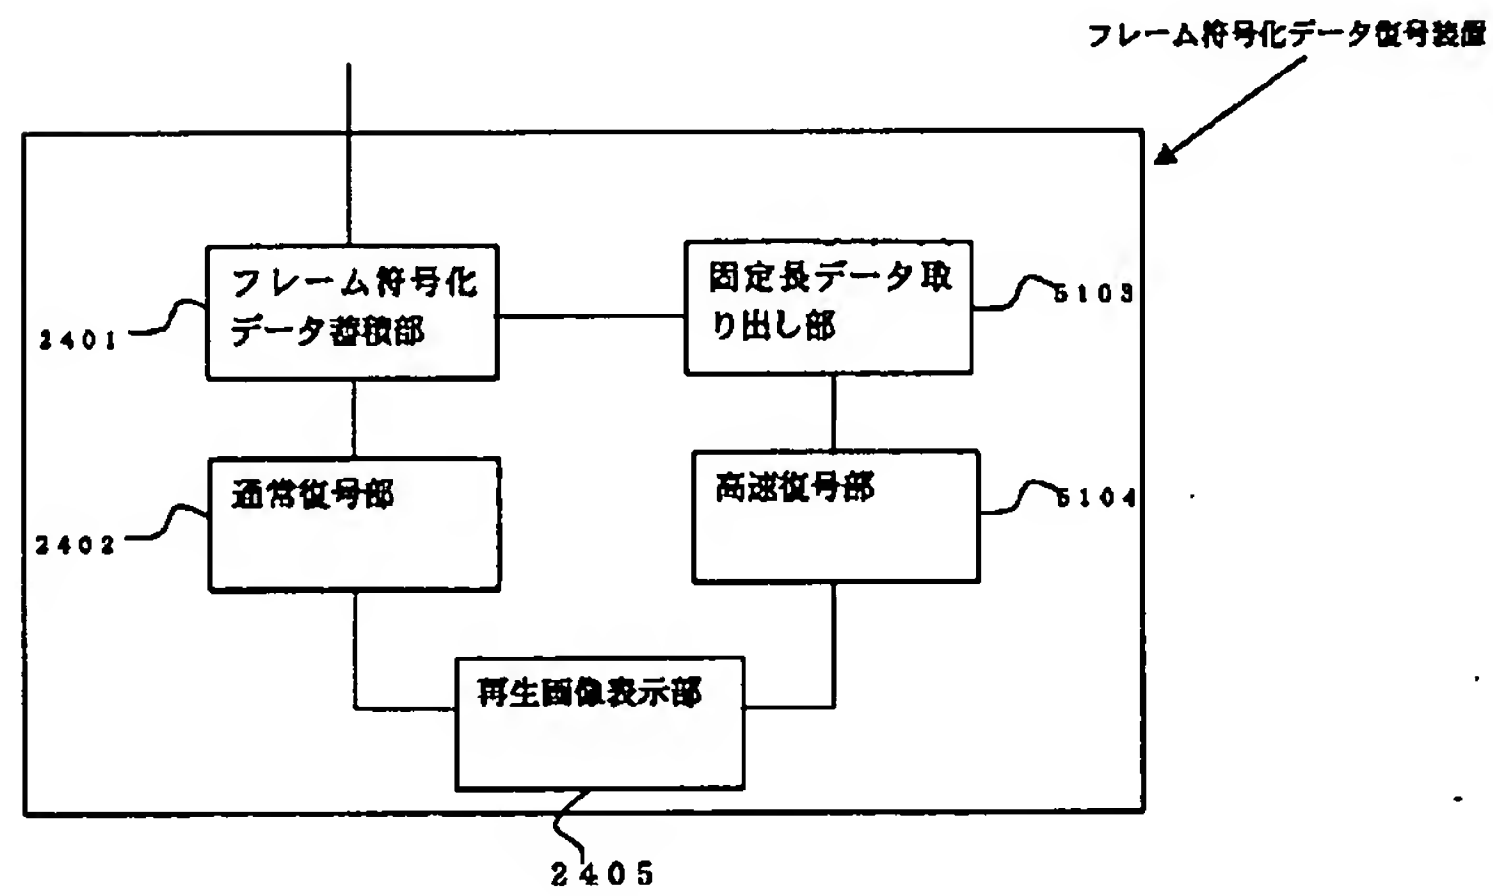 フレーム符号化データ復号装置
フレーム符号化
データ蓄積部
2401
固定長データ取
り出し部
5103
通常復号部
2402
高速復号部
5104
再生画像表示部
2405